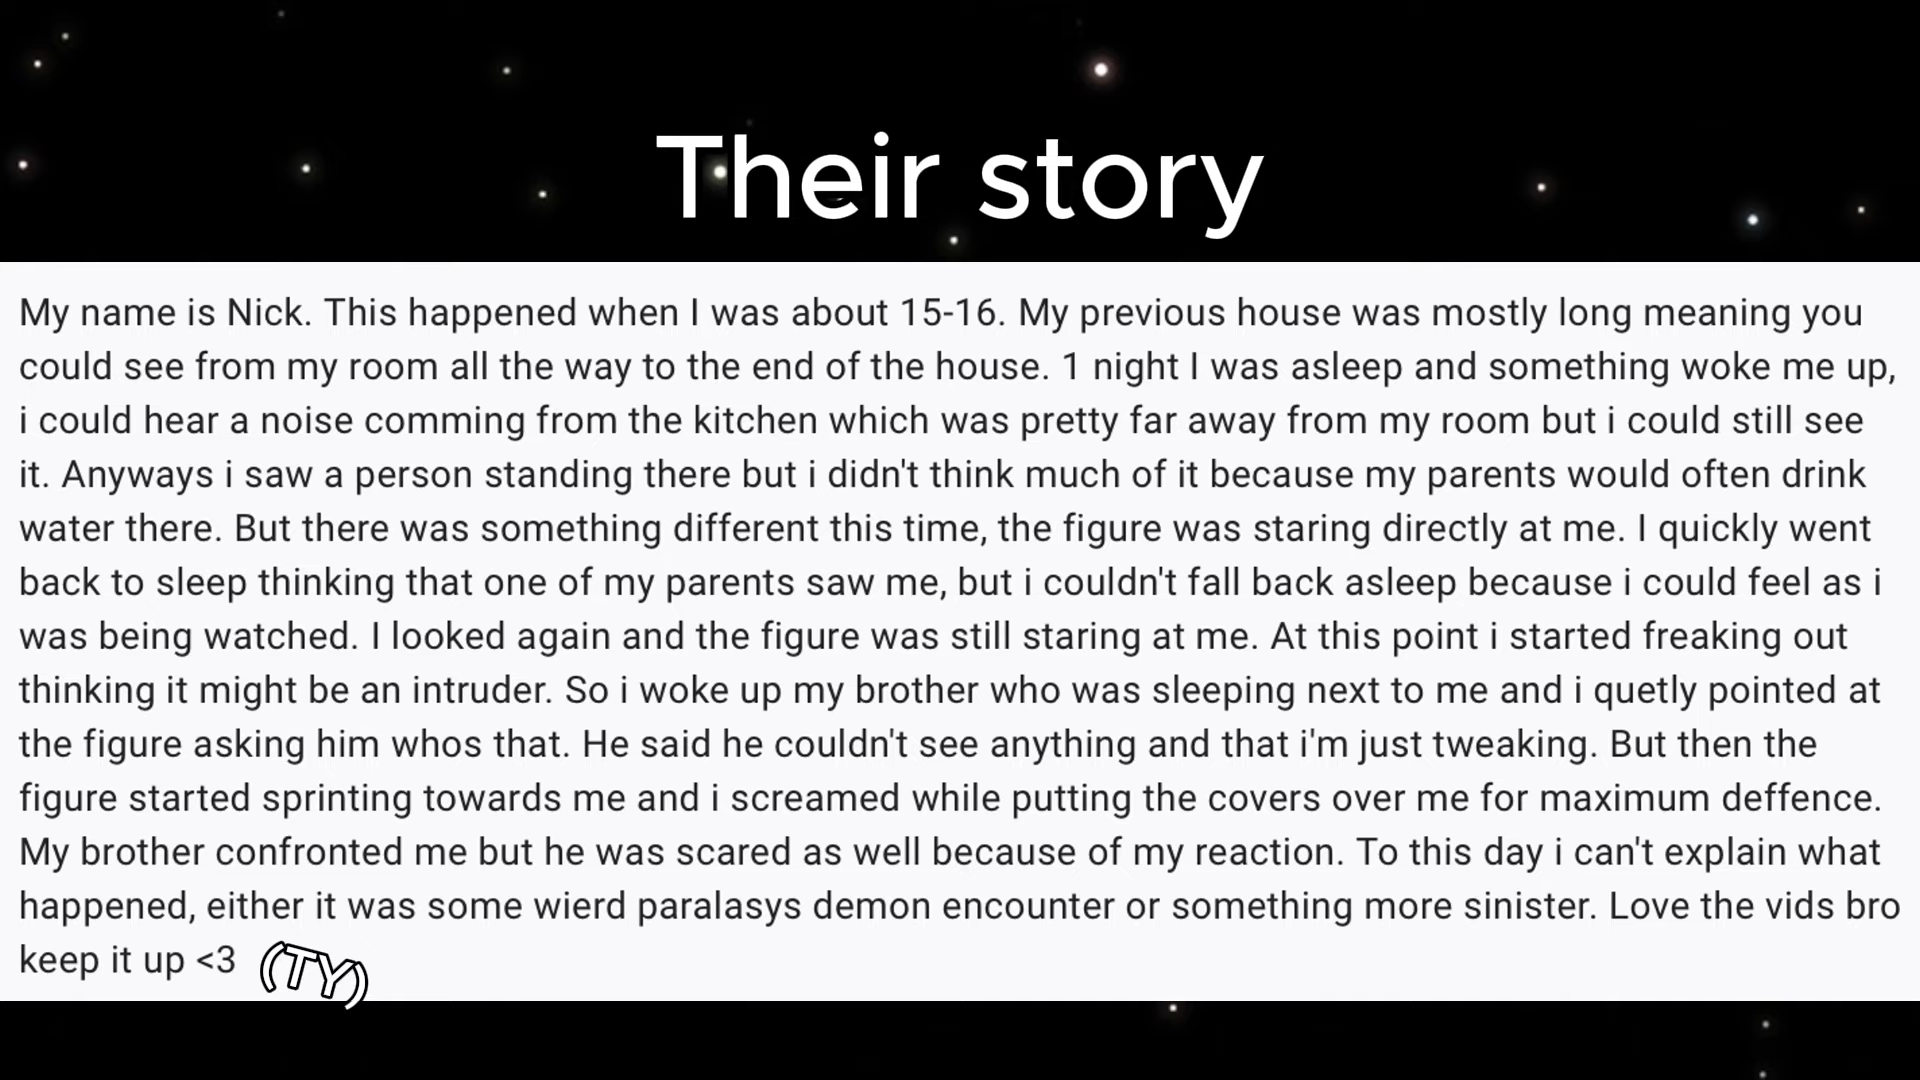 Their story
My name is Nick. This happened when I was about 15-16. My previous house was mostly long meaning you
could see from my room all the way to the end of the house. 1 night I was asleep and something woke me up,
i could hear a noise comming from the kitchen which was pretty far away from my room but i could still see
it. Anyways i saw a person standing there but i didn't think much of it because my parents would often drink
water there. But there was something different this time, the figure was staring directly at me. I quickly went
back to sleep thinking that one of my parents saw me, but i couldn't fall back asleep because i could feel as i
was being watched. I looked again and the figure was still staring at me. At this point i started freaking out
thinking it might be an intruder. So i woke up my brother who was sleeping next to me and i quetly pointed at
the figure asking him whos that. He said he couldn't see anything and that i'm just tweaking. But then the
figure started sprinting towards me and i screamed while putting the covers over me for maximum deffence.
My brother confronted me but he was scared as well because of my reaction. To this day i can't explain what
happened, either it was some wierd paralasys demon encounter or something more sinister. Love the vids bro
keep it up <3 (TY)